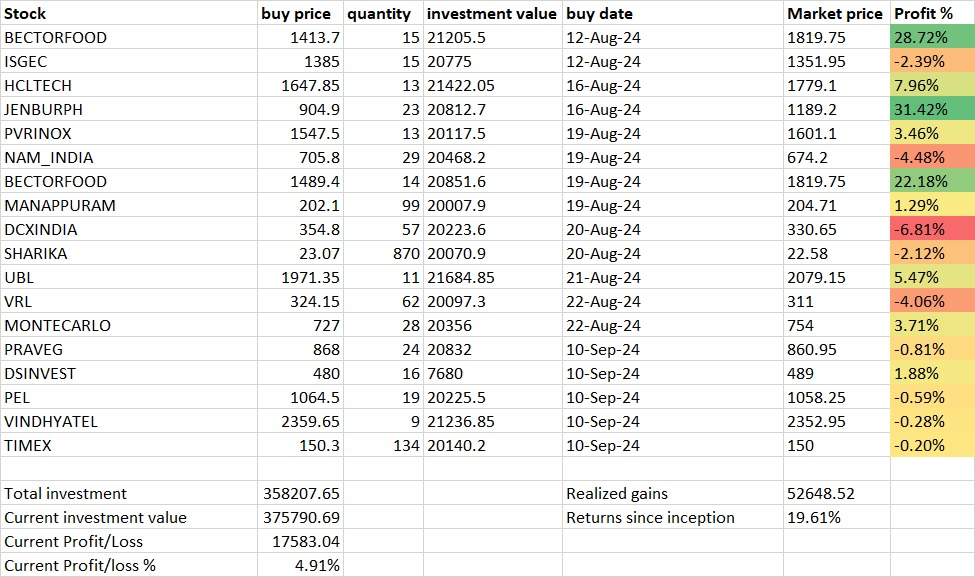 Stock buy price quantity investment value buy date Market price Profit %
BECTORFOOD 1413.7 15 21205.5 12-Aug-24 1819.75 28.72%
ISGEC 1385 15 20775 12-Aug-24 1351.95 -2.39%
HCLTECH 1647.85 13 21422.05 16-Aug-24 1779.1 7.96%
JENBURPH 904.9 23 20812.7 16-Aug-24 1189.2 31.42%
PVRINOX 1547.5 13 20117.5 19-Aug-24 1601.1 3.46%
NAM_INDIA 705.8 29 20468.2 19-Aug-24 674.2 -4.48%
BECTORFOOD 1489.4 14 20851.6 19-Aug-24 1819.75 22.18%
MANAPPURAM 202.1 99 20007.9 19-Aug-24 204.71 1.29%
DCXINDIA 354.8 57 20223.6 20-Aug-24 330.65 -6.81%
SHARIKA 23.07 870 20070.9 20-Aug-24 22.58 -2.12%
UBL 1971.35 11 21684.85 21-Aug-24 2079.15 5.47%
VRL 324.15 62 20097.3 22-Aug-24 311 -4.06%
MONTECARLO 727 28 20356 22-Aug-24 754 3.71%
PRAVEG 868 24 20832 10-Sep-24 860.95 -0.81%
DSINVEST 480 16 7680 10-Sep-24 489 1.88%
PEL 1064.5 19 20225.5 10-Sep-24 1058.25 -0.59%
VINDHYATEL 2359.65 9 21236.85 10-Sep-24 2352.95 -0.28%
TIMEX 150.3 134 20140.2 10-Sep-24 150 -0.20%
Total investment 358207.65 Realized gains 52648.52
Current investment value 375790.69 Returns since inception 19.61%
Current Profit/Loss 17583.04
Current Profit/loss % 4.91%